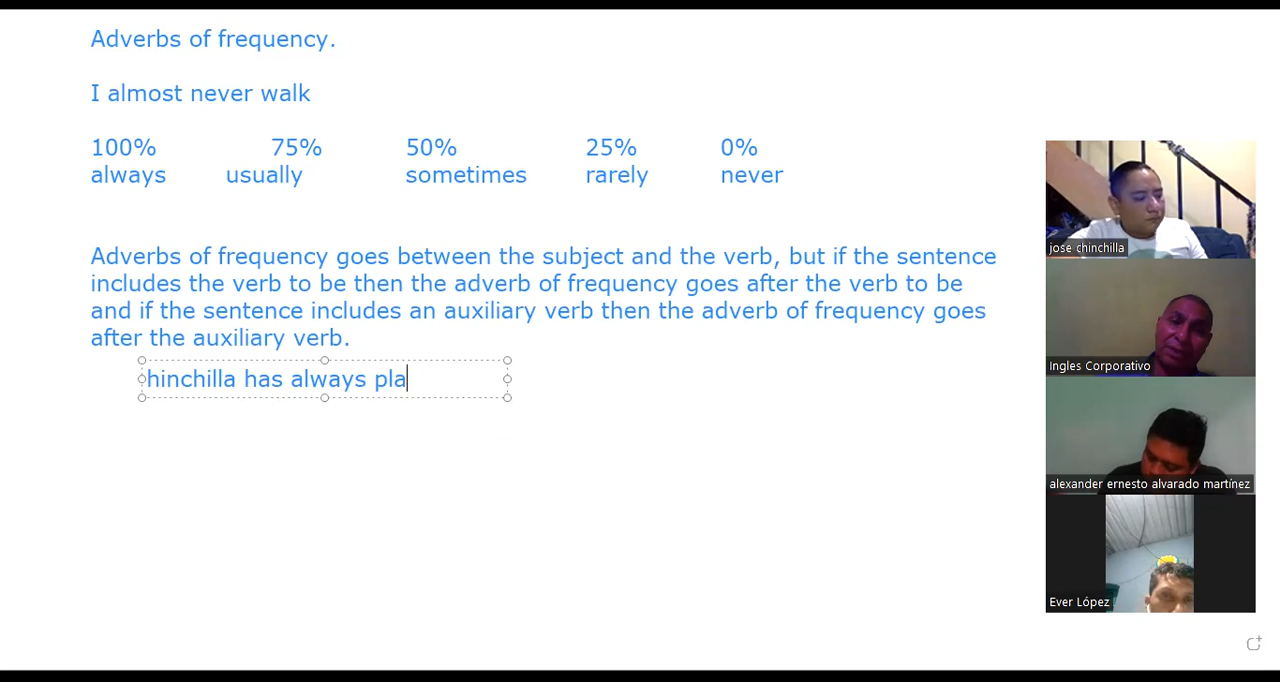 Adverbs of frequency.
I almost never walk
100% 75% 50% 25% 0%
always usually sometimes rarely never
Adverbs of frequency goes between the subject and the verb, but if the sentence
includes the verb to be then the adverb of frequency goes after the verb to be
and if the sentence includes an auxiliary verb then the adverb of frequency goes
after the auxiliary verb.
hinchilla has always pla
jose chinchilla
Ingles Corporativo
alexander ernesto alvarado martínez
Ever López